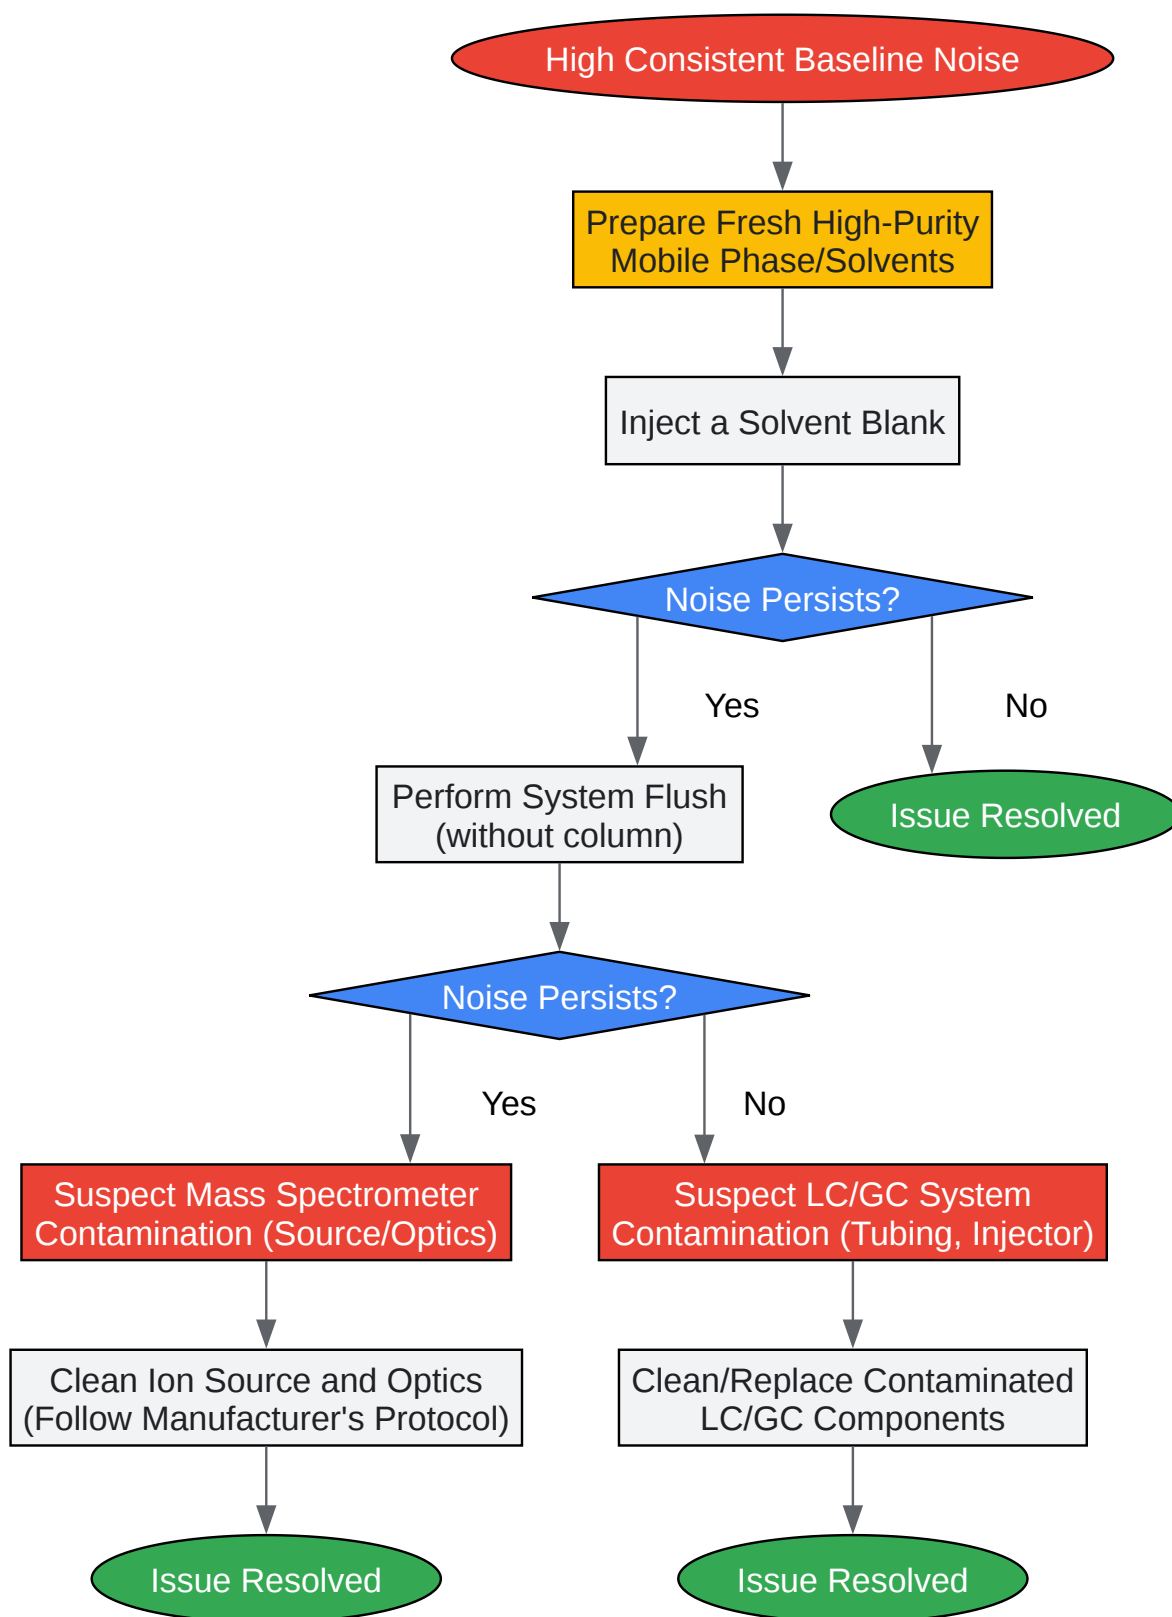 High Consistent Baseline Noise
Prepare Fresh High-Purity
Mobile Phase/Solvents
Inject a Solvent Blank
Noise Persists?
Yes
No
Perform System Flush
(without column)
Issue Resolved
Noise Persists?
Yes
No
Suspect Mass Spectrometer
Contamination (Source/Optics)
Suspect LC/GC System
Contamination (Tubing, Injector)
Clean Ion Source and Optics
(Follow Manufacturer's Protocol)
Clean/Replace Contaminated
LC/GC Components
Issue Resolved
Issue Resolved